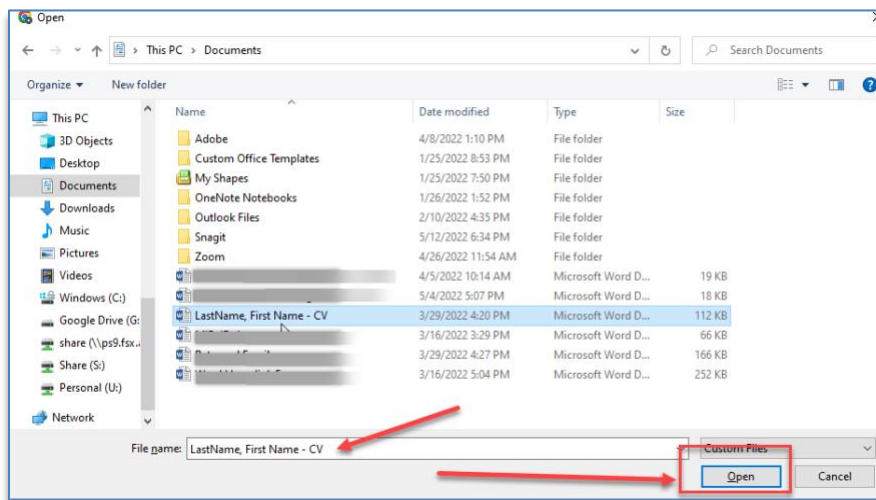 Open
This PC > Documents
Search Documents
Organize New folder
Name Date modified Type Size
This PC
3D Objects
Desktop
Documents
Downloads
Music
Pictures
Videos
Windows (C:)
Google Drive (G:
share (\\ps9.fsx.
Share (S:)
Personal (U:)
Network
Adobe 4/8/2022 1:10 PM File folder
Custom Office Templates 1/25/2022 8:53 PM File folder
My Shapes 1/25/2022 7:50 PM File folder
OneNote Notebooks 1/26/2022 1:52 PM File folder
Outlook Files 2/10/2022 4:35 PM File folder
Snagit 5/12/2022 6:34 PM File folder
Zoom 4/26/2022 11:54 AM File folder
4/5/2022 10:14 AM Microsoft Word D... 19 KB
5/4/2022 5:07 PM Microsoft Word D... 18 KB
LastName, First Name - CV 3/29/2022 4:20 PM Microsoft Word D... 112 KB
3/16/2022 3:29 PM Microsoft Word D... 66 KB
3/29/2022 4:27 PM Microsoft Word D... 166 KB
3/16/2022 5:04 PM Microsoft Word D... 252 KB
File name: LastName, First Name - CV Custom Files
Open Cancel